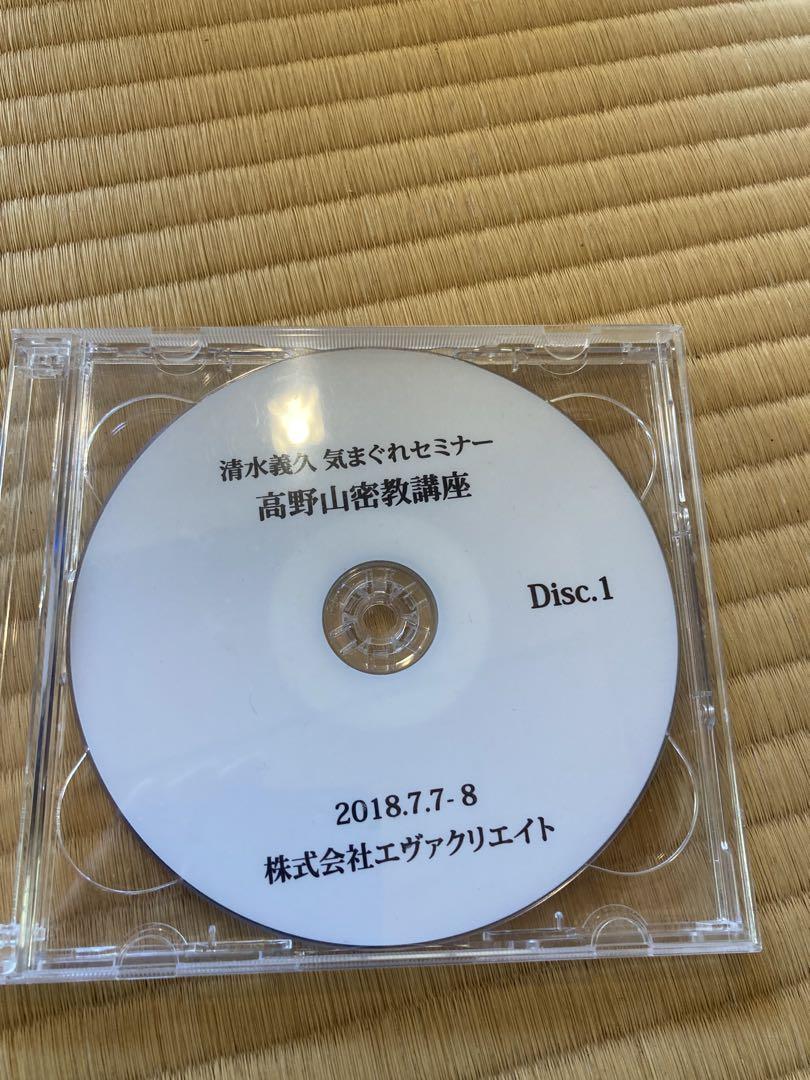 清水義久 気まぐれセミナー
高野山密教講座
Disc.1
2018.7.7-8
株式会社エヴァクリエイト